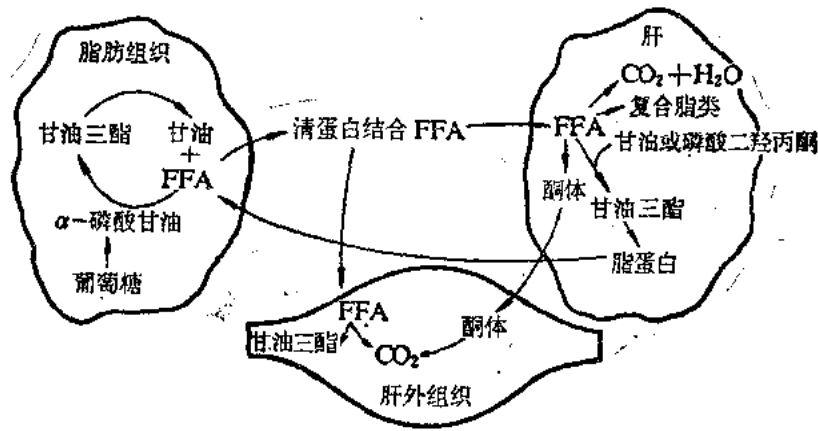 脂肪组织
甘油三酯
甘油
+
FFA
α-磷酸甘油
葡萄糖
清蛋白结合 FFA
肝
CO₂+H₂O
复合脂类
FFA
甘油或磷酸二羟丙酮
酮体
甘油三酯
脂蛋白
FFA
甘油三酯
CO₂
酮体
肝外组织